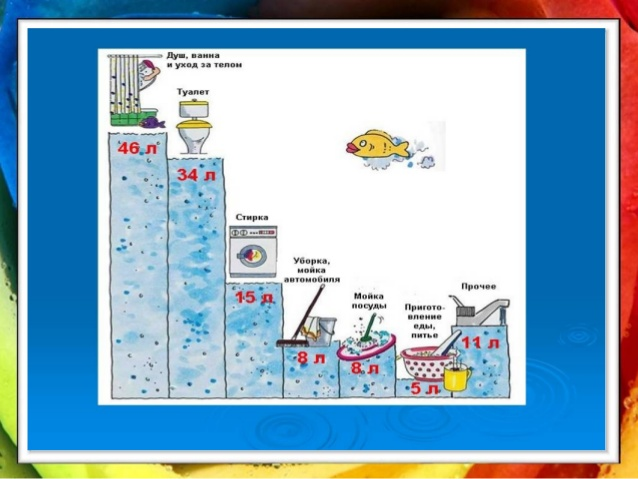 Душ, ванна
и уход за телом
46 л
Туалет
34 л
Стирка
15 л
Уборка,
мойка
автомобиля
8 л
Мойка
посуды
8 л
Пригото-
вление
еды,
питье
5 л
Прочее
11 л